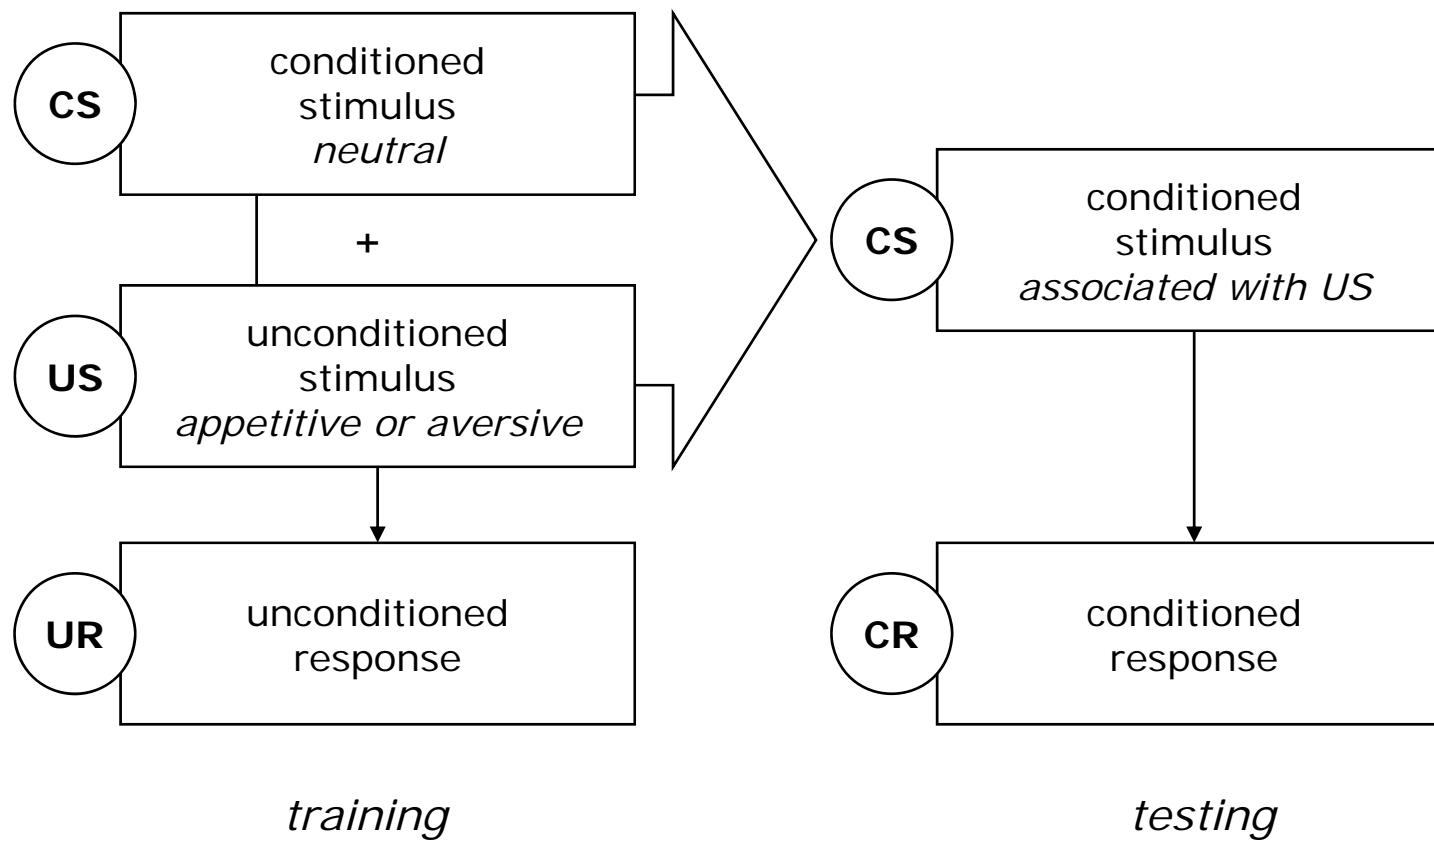 CS
conditioned
stimulus
neutral
+
US
unconditioned
stimulus
appetitive or aversive
UR
unconditioned
response
training
CS
conditioned
stimulus
associated with US
CR
conditioned
response
testing